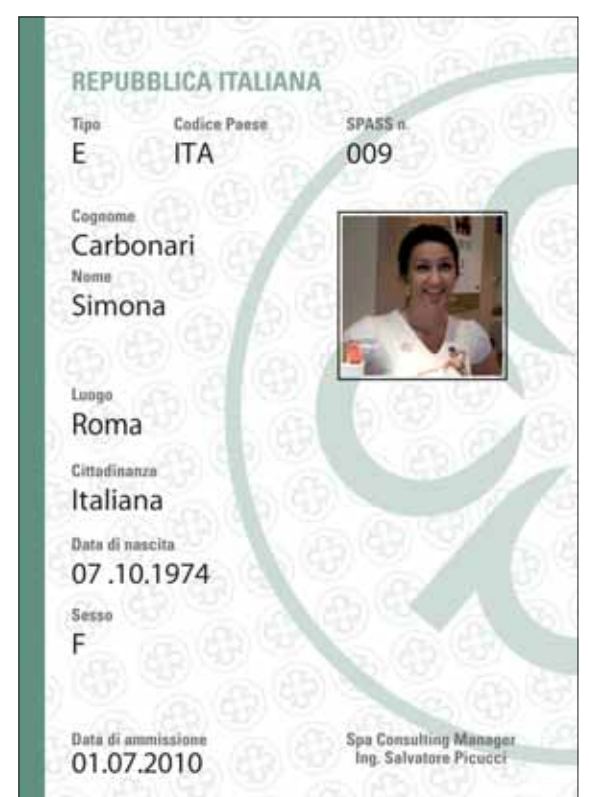 REPUBBLICA ITALIANA
Tipo Codice Paese SPASS n.
E ITA 009
Cognome
Carbonari
Nome
Simona
Luogo
Roma
Cittadinanza
Italiana
Data di nascita
07 .10.1974
Sesso
F
Data di ammissione Spa Consulting Manager
01.07.2010 Ing. Salvatore Picucci